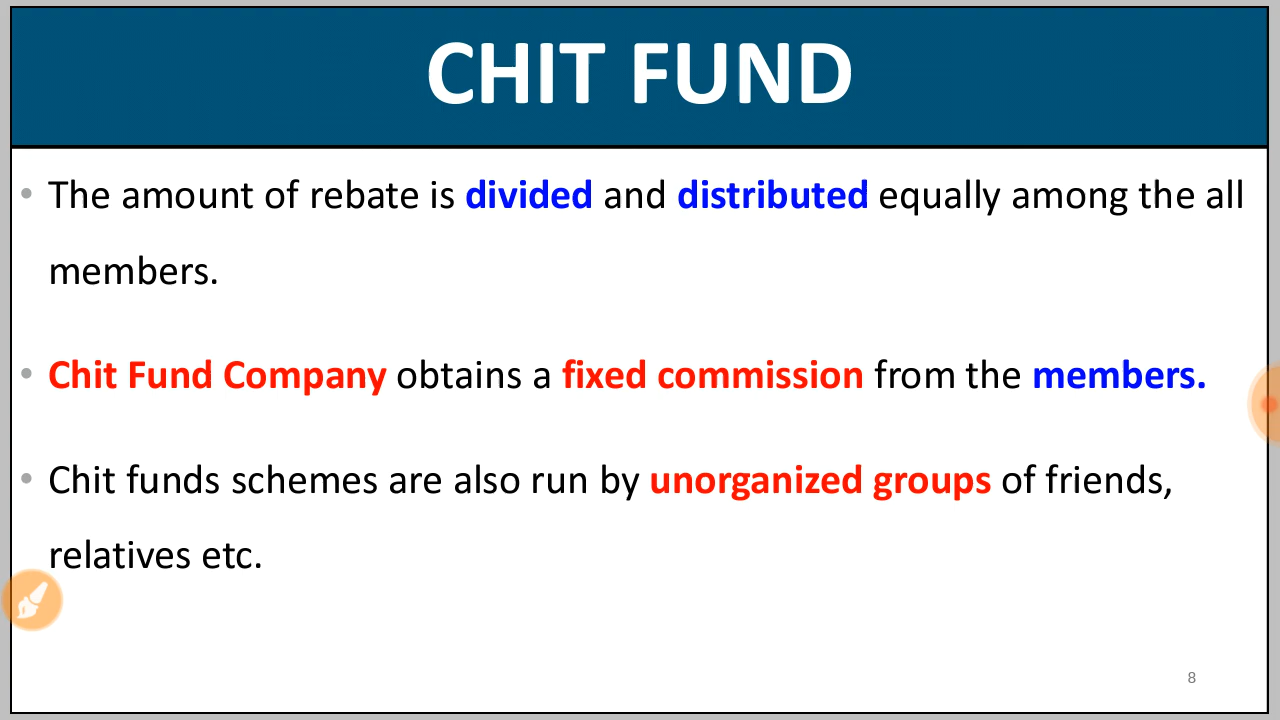 CHIT FUND
• The amount of rebate is divided and distributed equally among the all
members.
• Chit Fund Company obtains a fixed commission from the members.
• Chit funds schemes are also run by unorganized groups of friends,
relatives etc.
8